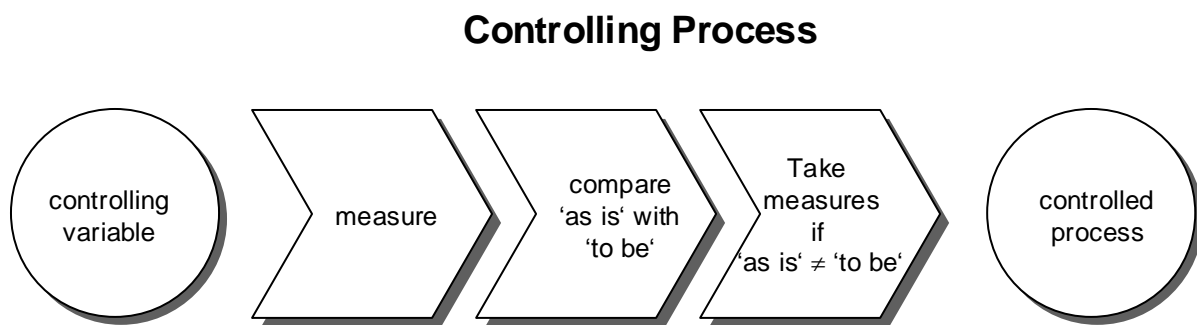 Controlling Process
controlling
variable
measure
compare
‘as is‘ with
‘to be‘
Take
measures
if
‘as is‘ ≠ ‘to be‘
controlled
process